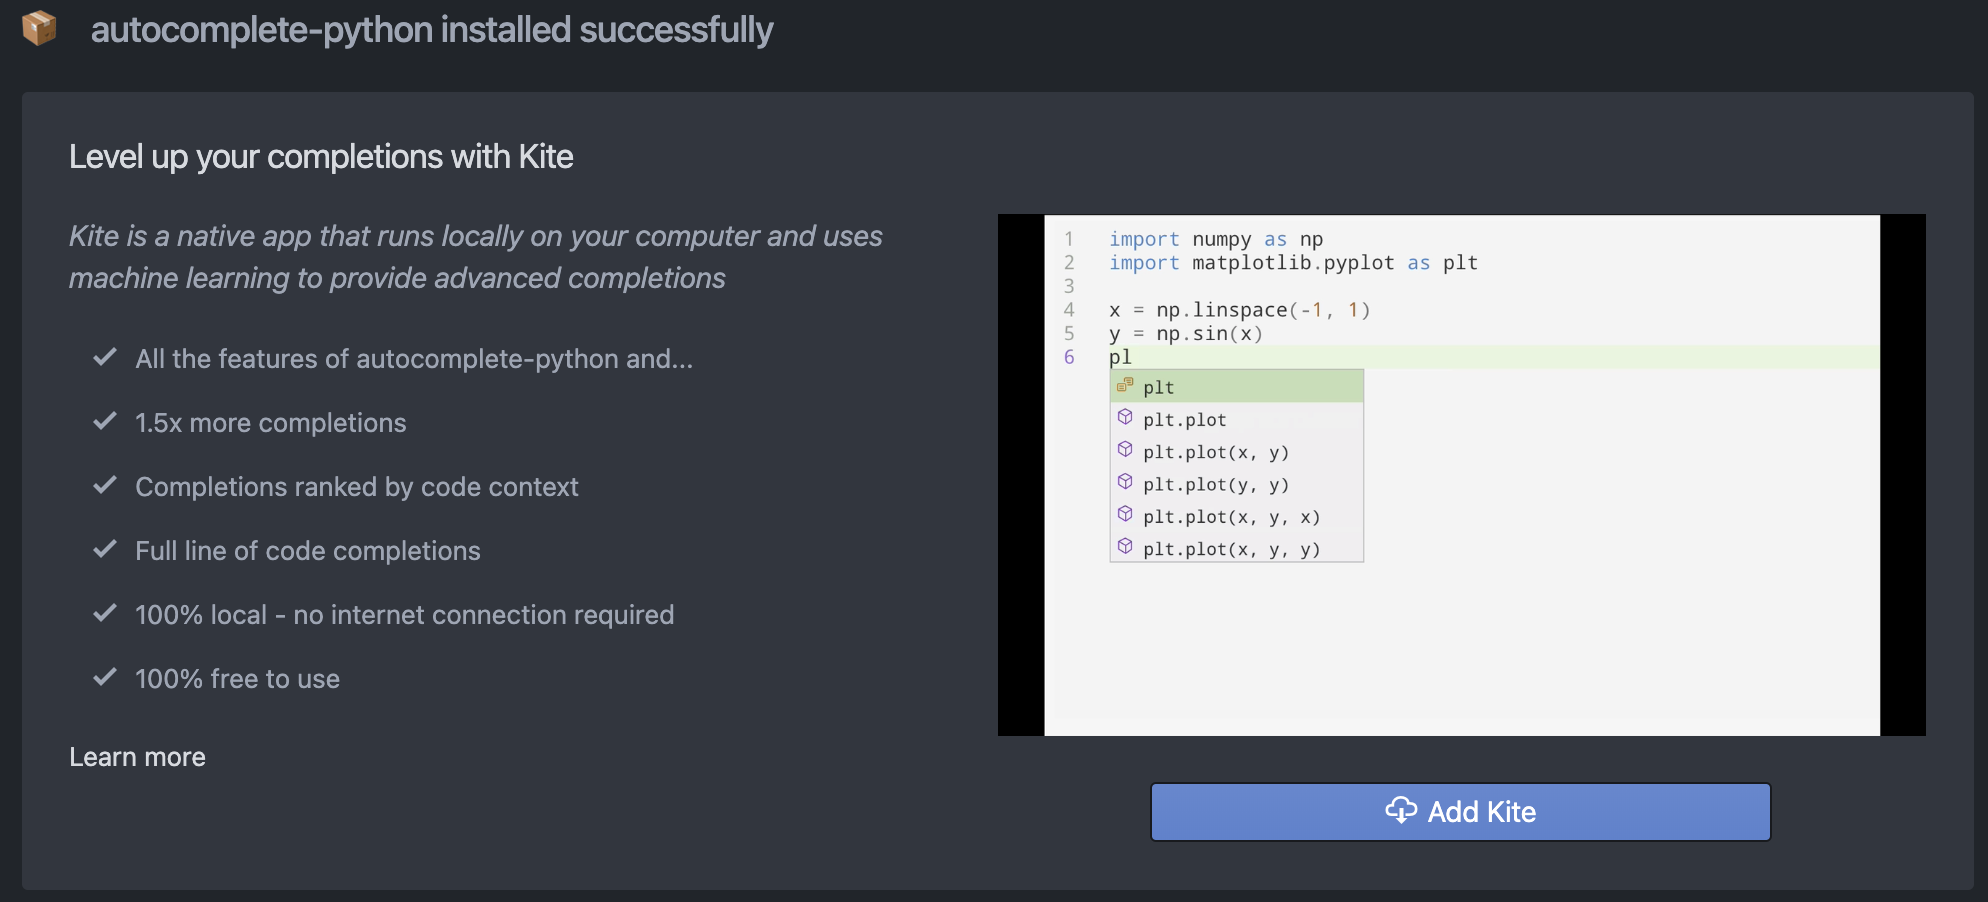 autocomplete-python installed successfully
Level up your completions with Kite
Kite is a native app that runs locally on your computer and uses
machine learning to provide advanced completions
All the features of autocomplete-python and...
1.5x more completions
Completions ranked by code context
Full line of code completions
100% local - no internet connection required
100% free to use
Learn more
1 import numpy as np
2 import matplotlib.pyplot as plt
3
4 x = np.linspace(-1, 1)
5 y = np.sin(x)
6 pl
plt
plt.plot
plt.plot(x, y)
plt.plot(y, y)
plt.plot(x, y, x)
plt.plot(x, y, y)
Add Kite